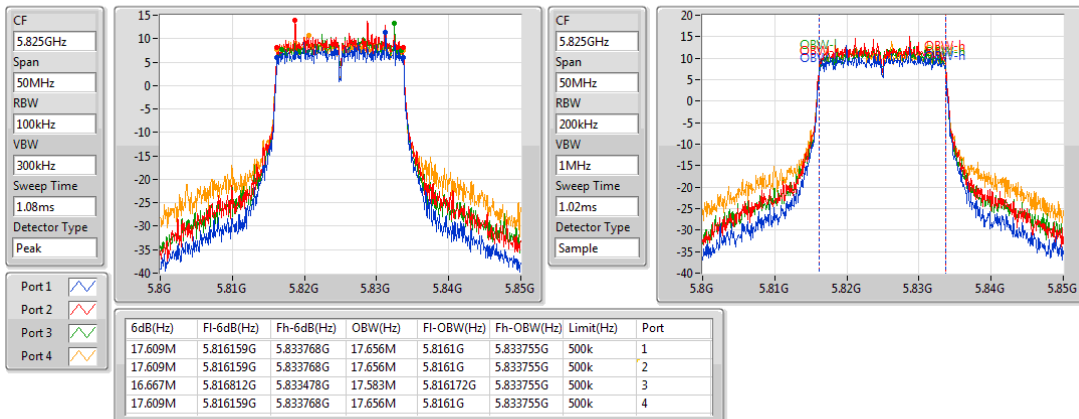 CF
5.825GHz
Span
50MHz
RBW
100kHz
VBW
300kHz
Sweep Time
1.08ms
Detector Type
Peak
15
10
5
0
-5
-10
-15
-20
-25
-30
-35
-40
5.8G 5.81G 5.82G 5.83G 5.84G 5.85G
CF
5.825GHz
Span
50MHz
RBW
200kHz
VBW
1MHz
Sweep Time
1.02ms
Detector Type
Sample
20
15
10
5
0
-5
-10
-15
-20
-25
-30
-35
-40
5.8G 5.81G 5.82G 5.83G 5.84G 5.85G
Port 1
Port 2
Port 3
Port 4
6dB(Hz) Fl-6dB(Hz) Fh-6dB(Hz) OBW(Hz) Fl-OBW(Hz) Fh-OBW(Hz) Limit(Hz) Port
17.609M 5.816159G 5.833768G 17.656M 5.8161G 5.833755G 500k 1
17.609M 5.816159G 5.833768G 17.656M 5.8161G 5.833755G 500k 2
16.667M 5.816812G 5.833478G 17.583M 5.816172G 5.833755G 500k 3
17.609M 5.816159G 5.833768G 17.656M 5.8161G 5.833755G 500k 4